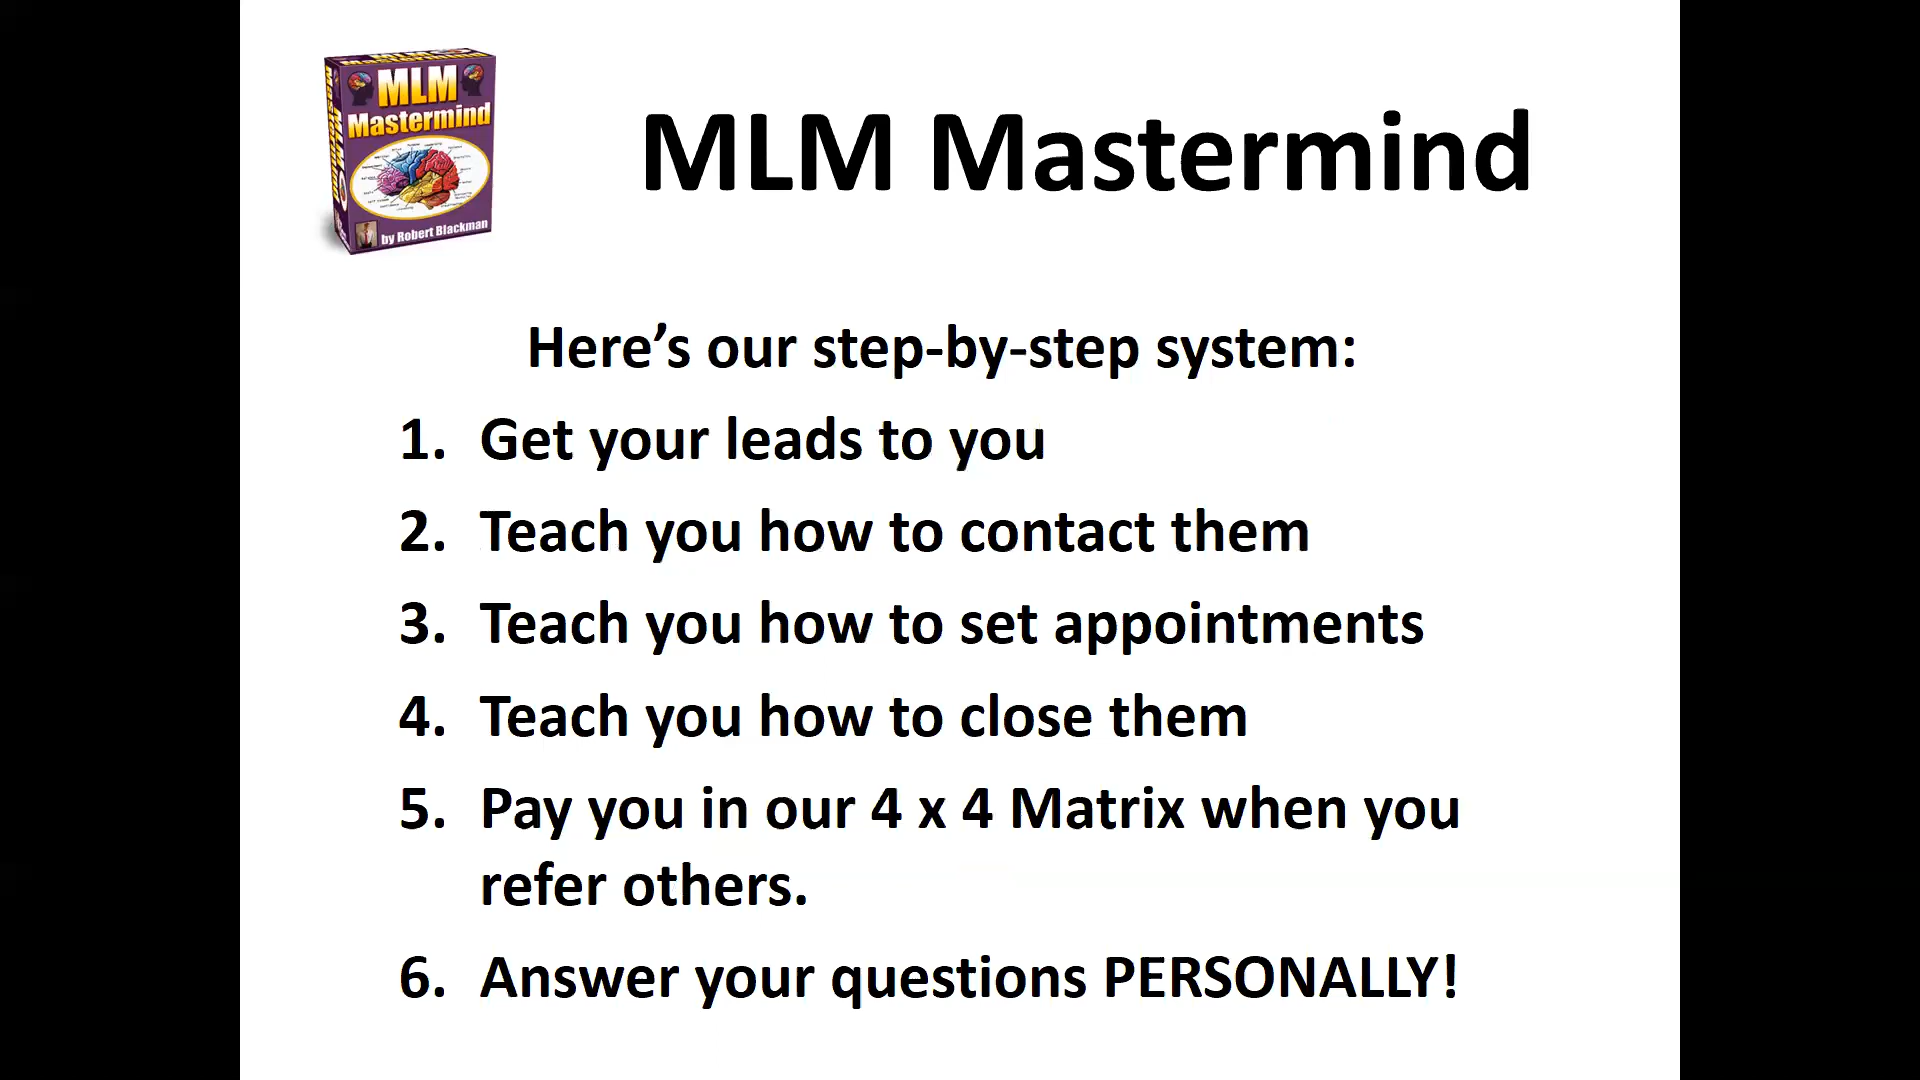 MLM
Mastermind
by Robert Blackman
MLM Mastermind
Here’s our step-by-step system:
1. Get your leads to you
2. Teach you how to contact them
3. Teach you how to set appointments
4. Teach you how to close them
5. Pay you in our 4 x 4 Matrix when you
refer others.
6. Answer your questions PERSONALLY!